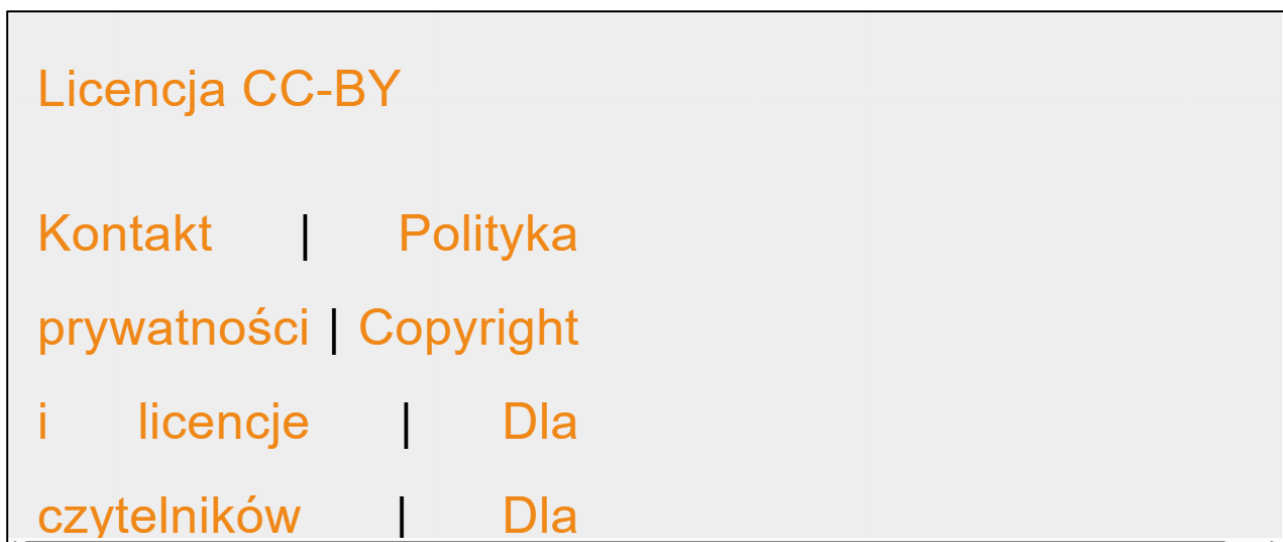 Licencja CC-BY
Kontakt | Polityka
prywatności | Copyright
i licencje | Dla
czytelników | Dla